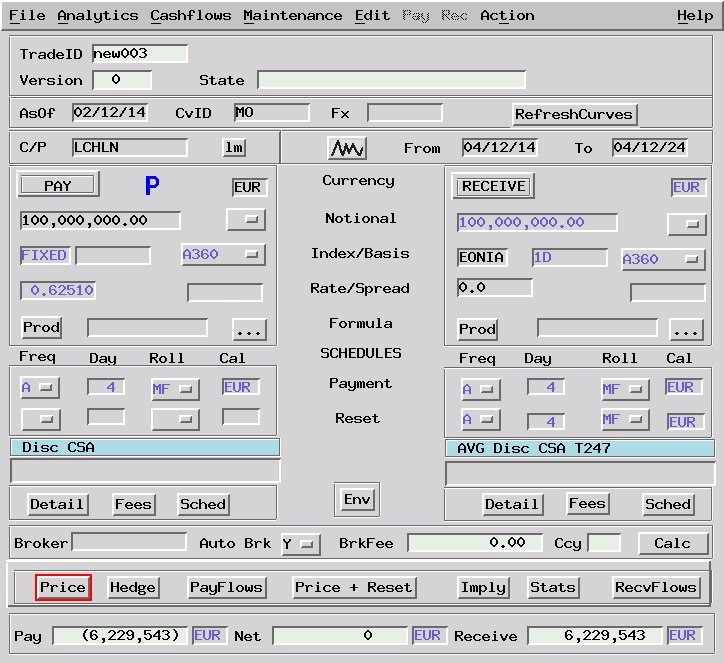 File Analytics Cashflows Maintenance Edit Pay Rec Action Help
TradeID new003
Version 0 State
AsOf 02/12/14 CvID MO Fx RefreshCurves
C/P LCHLN lm From 04/12/14 To 04/12/24
PAY P EUR Currency RECEIVE EUR
100,000,000.00 Notional 100,000,000.00
FIXED A360 Index/Basis EONIA 1D A360
0.62510 Rate/Spread 0.0
Prod ... Formula Prod ...
Freq Day Roll Cal SCHEDULES Freq Day Roll Cal
A 4 MF EUR Payment A 4 MF EUR
Reset A 4 MF EUR
Disc CSA AVG Disc CSA T247
Detail Fees Sched Env Detail Fees Sched
Broker Auto Brk Y BrkFee 0.00 Ccy Calc
Price Hedge PayFlows Price + Reset Imply Stats RecvFlows
Pay (6,229,543) EUR Net 0 EUR Receive 6,229,543 EUR